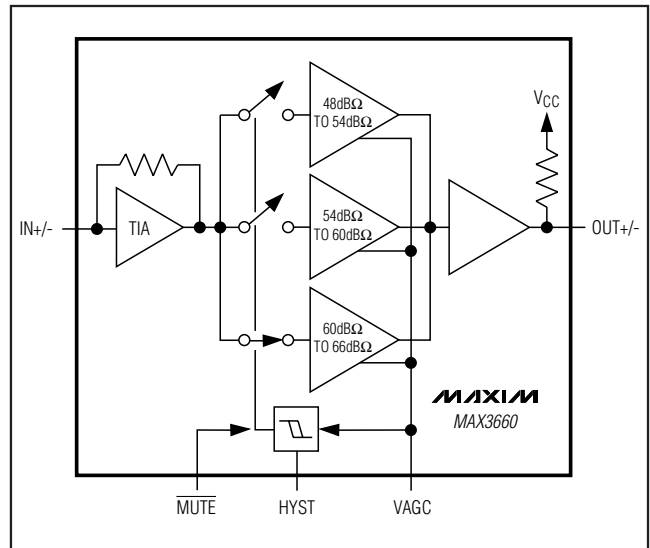 48dBΩ
TO 54dBΩ
VCC
IN+/-
TIA
54dBΩ
TO 60dBΩ
OUT+/-
60dBΩ
TO 66dBΩ
MAXIM
MAX3660
MUTE
HYST
VAGC